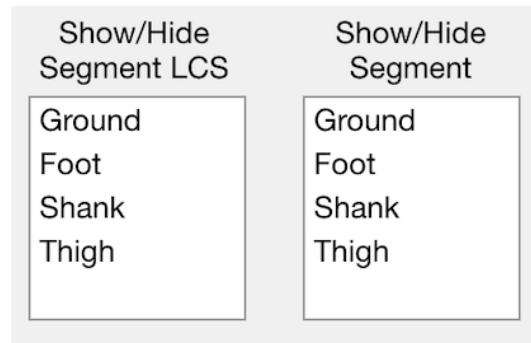 Show/Hide
Segment LCS
Ground
Foot
Shank
Thigh
Show/Hide
Segment
Ground
Foot
Shank
Thigh